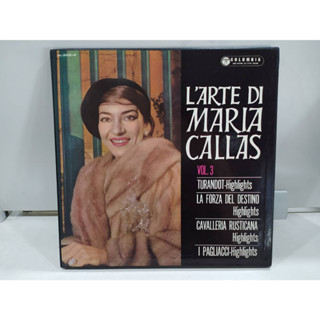 COLUMBIA
L'ARTE DI
MARIA
CALLAS
VOL. 3
TURANDOT-Highlights
LA FORZA DEL DESTINO
Highlights
CAVALLERIA RUSTICANA
Highlights
I PAGLIACCI-Highlights